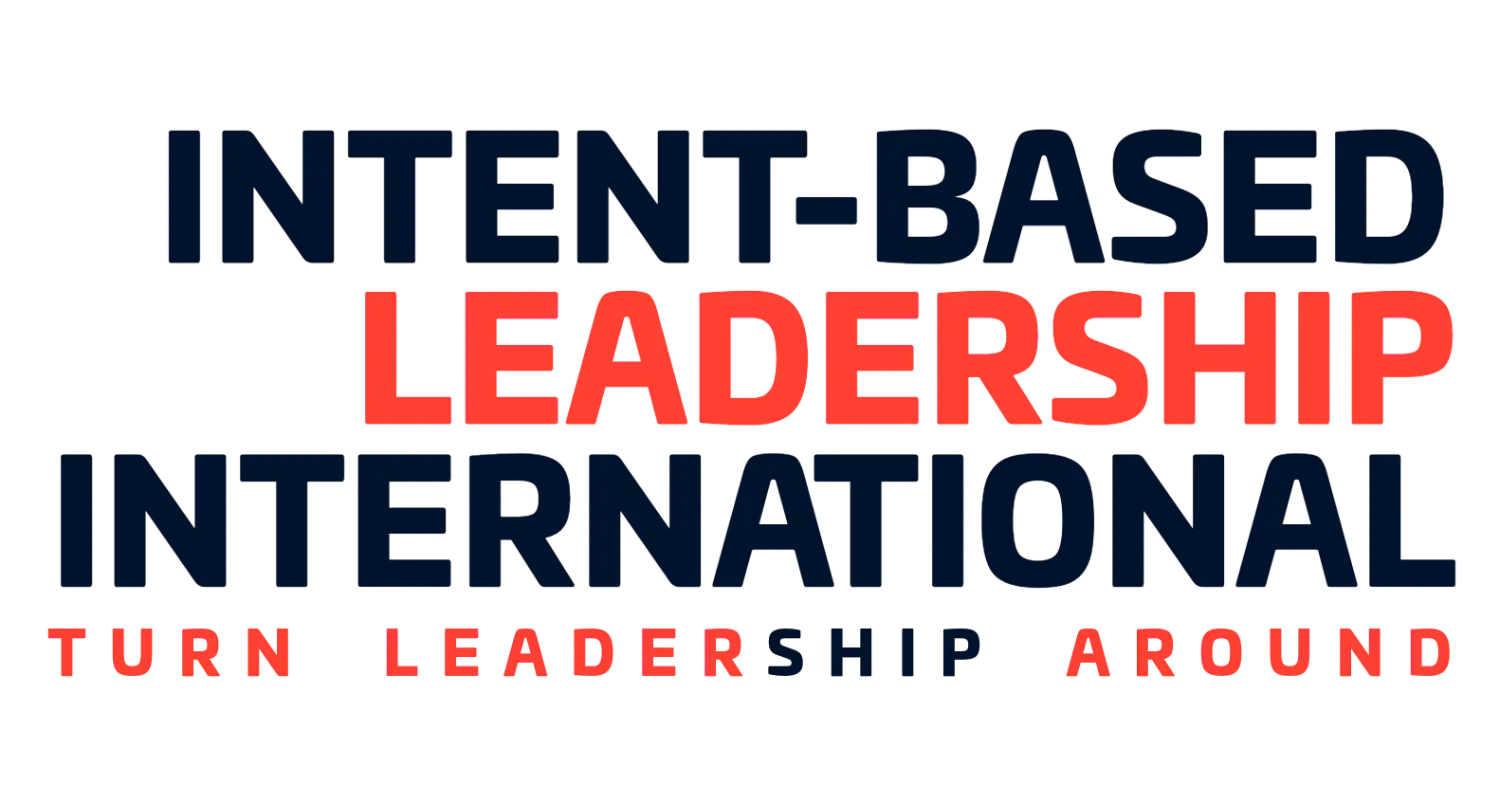 INTENT-BASED
LEADERSHIP
INTERNATIONAL
TURN LEADERSHIP AROUND